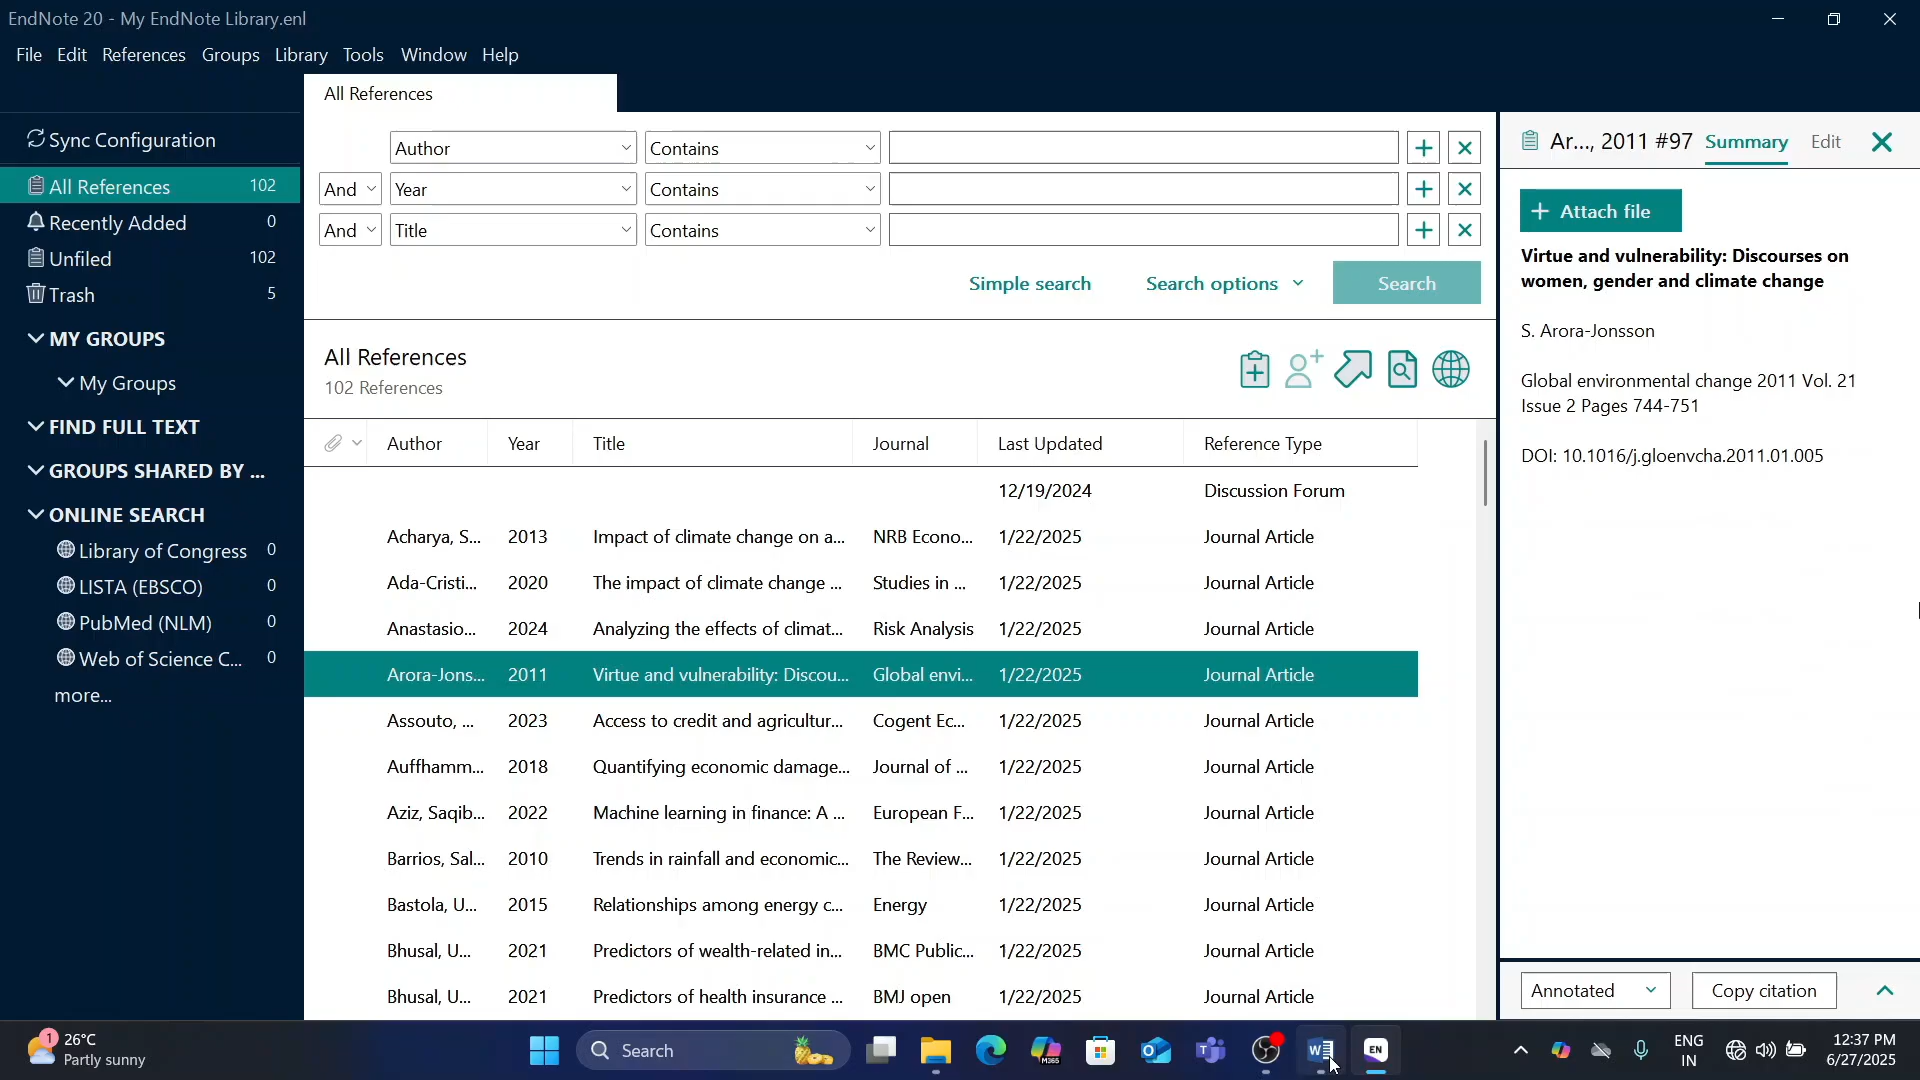 EndNote 20 - My EndNote Library.enl
File Edit References Groups Library Tools Window Help
All References
Sync Configuration
All References 102
Recently Added 0
Unfiled 102
Trash 5
MY GROUPS
My Groups
FIND FULL TEXT
GROUPS SHARED BY ...
ONLINE SEARCH
Library of Congress 0
LISTA (EBSCO) 0
PubMed (NLM) 0
Web of Science C... 0
more...
Author Contains
And Year Contains
And Title Contains
Simple search Search options Search
All References
102 References
Author Year Title Journal Last Updated Reference Type
12/19/2024 Discussion Forum
Acharya, S... 2013 Impact of climate change on a... NRB Econo... 1/22/2025 Journal Article
Ada-Cristi... 2020 The impact of climate change ... Studies in ... 1/22/2025 Journal Article
Anastasio... 2024 Analyzing the effects of climat... Risk Analysis 1/22/2025 Journal Article
Arora-Jons... 2011 Virtue and vulnerability: Discou... Global envi... 1/22/2025 Journal Article
Assouto, ... 2023 Access to credit and agricultur... Cogent Ec... 1/22/2025 Journal Article
Auffhamm... 2018 Quantifying economic damage... Journal of ... 1/22/2025 Journal Article
Aziz, Saqib... 2022 Machine learning in finance: A ... European F... 1/22/2025 Journal Article
Barrios, Sal... 2010 Trends in rainfall and economic... The Review... 1/22/2025 Journal Article
Bastola, U... 2015 Relationships among energy c... Energy 1/22/2025 Journal Article
Bhusal, U... 2021 Predictors of wealth-related in... BMC Public... 1/22/2025 Journal Article
Bhusal, U... 2021 Predictors of health insurance ... BMJ open 1/22/2025 Journal Article
Ar..., 2011 #97 Summary Edit
Attach file
Virtue and vulnerability: Discourses on
women, gender and climate change
S. Arora-Jonsson
Global environmental change 2011 Vol. 21
Issue 2 Pages 744-751
DOI: 10.1016/j.gloenvcha.2011.01.005
Annotated Copy citation
1
26°C
Partly sunny
Search
M365
EN
ENG
IN
12:37 PM
6/27/2025